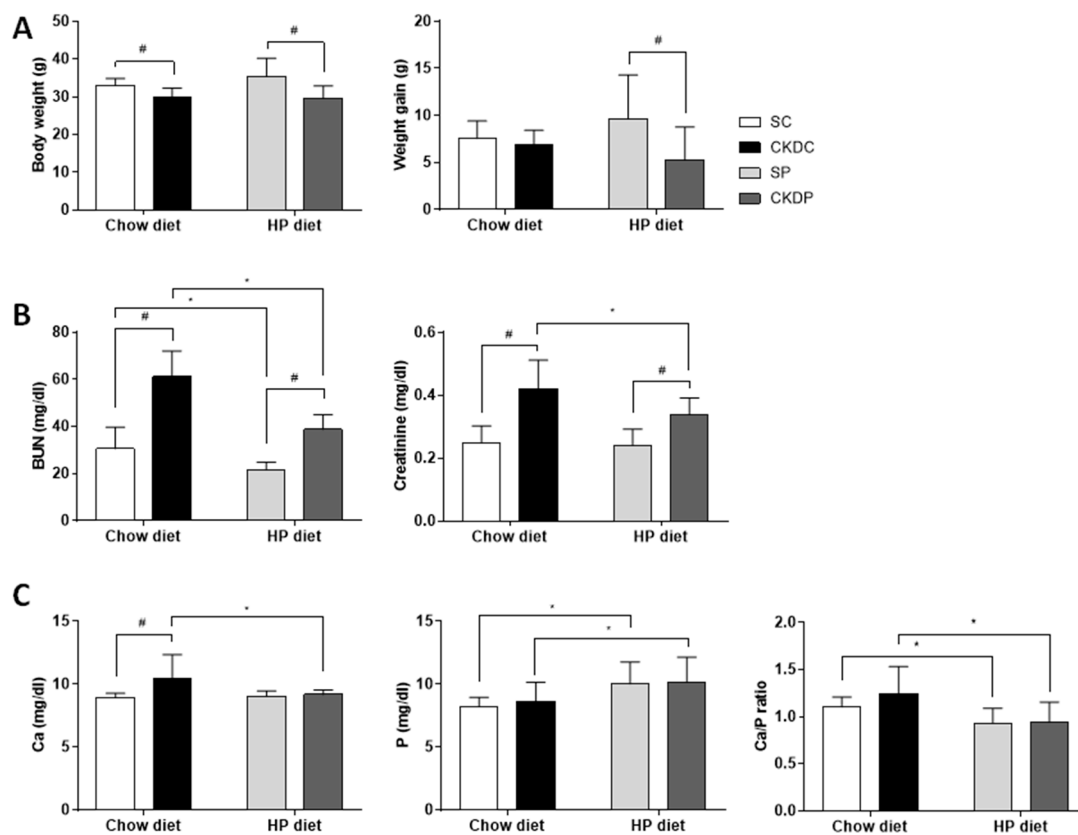 A
Body weight (g)
50
40
30
20
10
0
#
#
Chow diet
HP diet
Weight gain (g)
20
15
10
5
0
#
Chow diet
HP diet
SC
CKDC
SP
CKDP
B
BUN (mg/dl)
80
60
40
20
0
*
*
#
#
Chow diet
HP diet
Creatinine (mg/dl)
0.6
0.4
0.2
0.0
*
#
#
Chow diet
HP diet
C
Ca (mg/dl)
15
10
5
0
*
#
Chow diet
HP diet
P (mg/dl)
15
10
5
0
*
*
Chow diet
HP diet
Ca/P ratio
2.0
1.5
1.0
0.5
0.0
*
*
Chow diet
HP diet